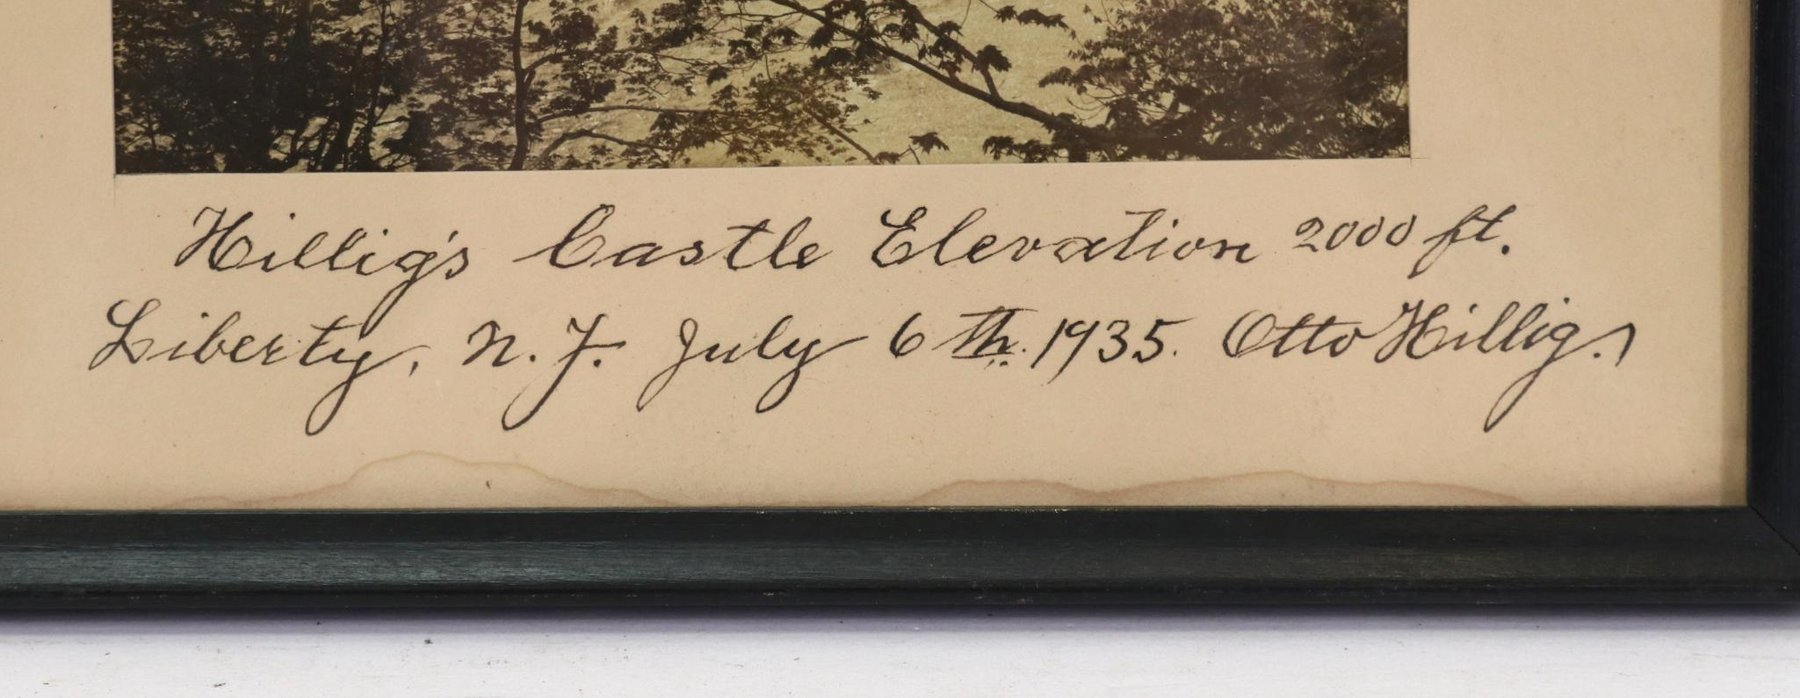 Hillig's Castle Elevation 2000 ft.
Liberty, N.Y. July 6th. 1935. Otto Hillig.